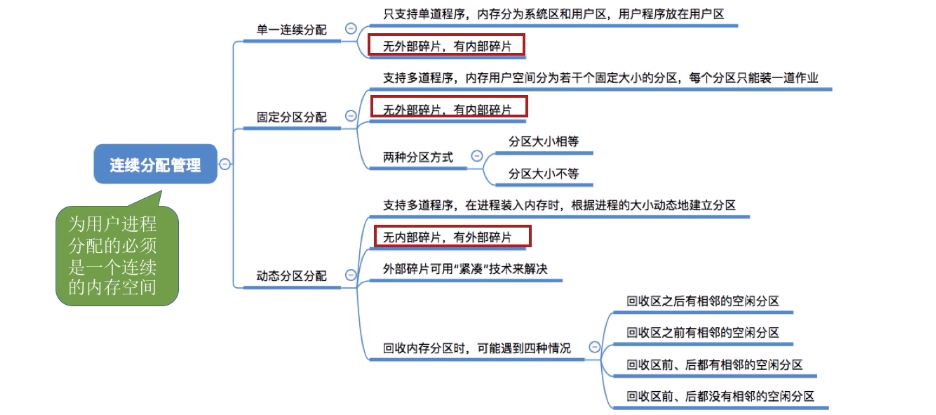 连续分配管理
为用户进程
分配的必须
是一个连续
的内存空间
单一连续分配
只支持单道程序，内存分为系统区和用户区，用户程序放在用户区
无外部碎片，有内部碎片
固定分区分配
支持多道程序，内存用户空间分为若干个固定大小的分区，每个分区只能装一道作业
无外部碎片，有内部碎片
两种分区方式
分区大小相等
分区大小不等
动态分区分配
支持多道程序，在进程装入内存时，根据进程的大小动态地建立分区
无内部碎片，有外部碎片
外部碎片可用“紧凑”技术来解决
回收内存分区时，可能遇到四种情况
回收区之后有相邻的空闲分区
回收区之前有相邻的空闲分区
回收区前、后都有相邻的空闲分区
回收区前、后都没有相邻的空闲分区